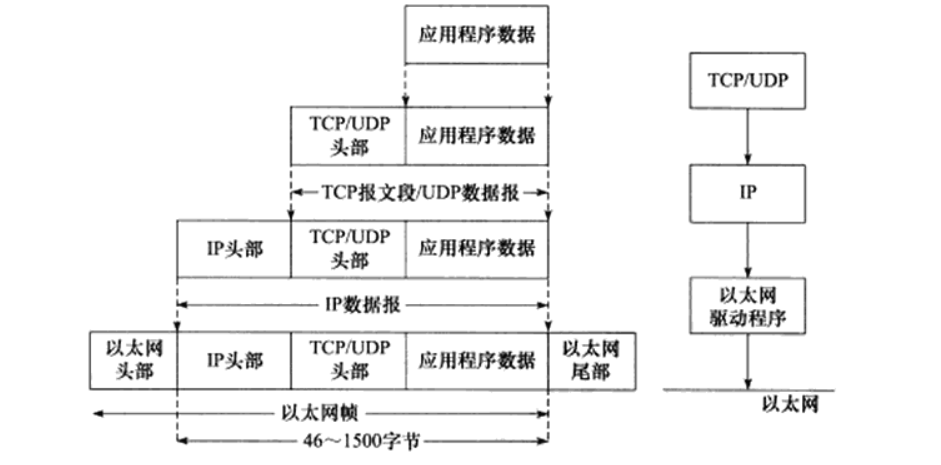 应用程序数据
TCP/UDP
头部
应用程序数据
TCP报文段/UDP数据报
IP头部
TCP/UDP
头部
应用程序数据
IP数据报
以太网
头部
IP头部
TCP/UDP
头部
应用程序数据
以太网
尾部
以太网帧
46～1500字节
TCP/UDP
IP
以太网
驱动程序
以太网